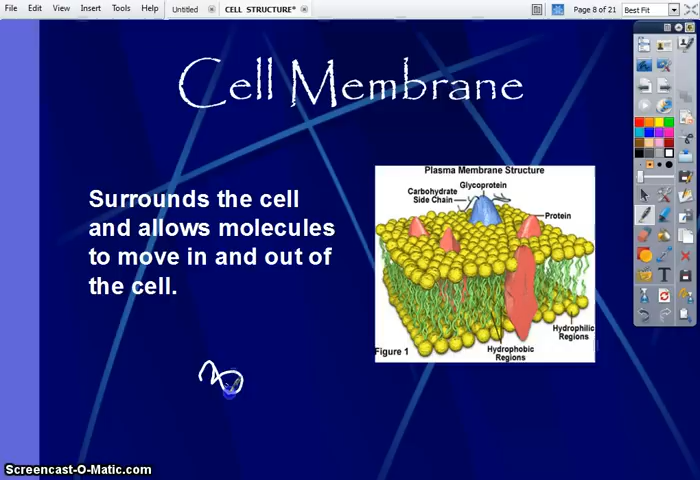 File Edit View Insert Tools Help Untitled CELL STRUCTURE* Page 8 of 21 Best Fit
Cell Membrane
Surrounds the cell
and allows molecules
to move in and out of
the cell.
Plasma Membrane Structure
Glycoprotein
Carbohydrate
Side Chain
Protein
Hydrophilic
Regions
Hydrophobic
Regions
Figure 1
Screencast-O-Matic.com